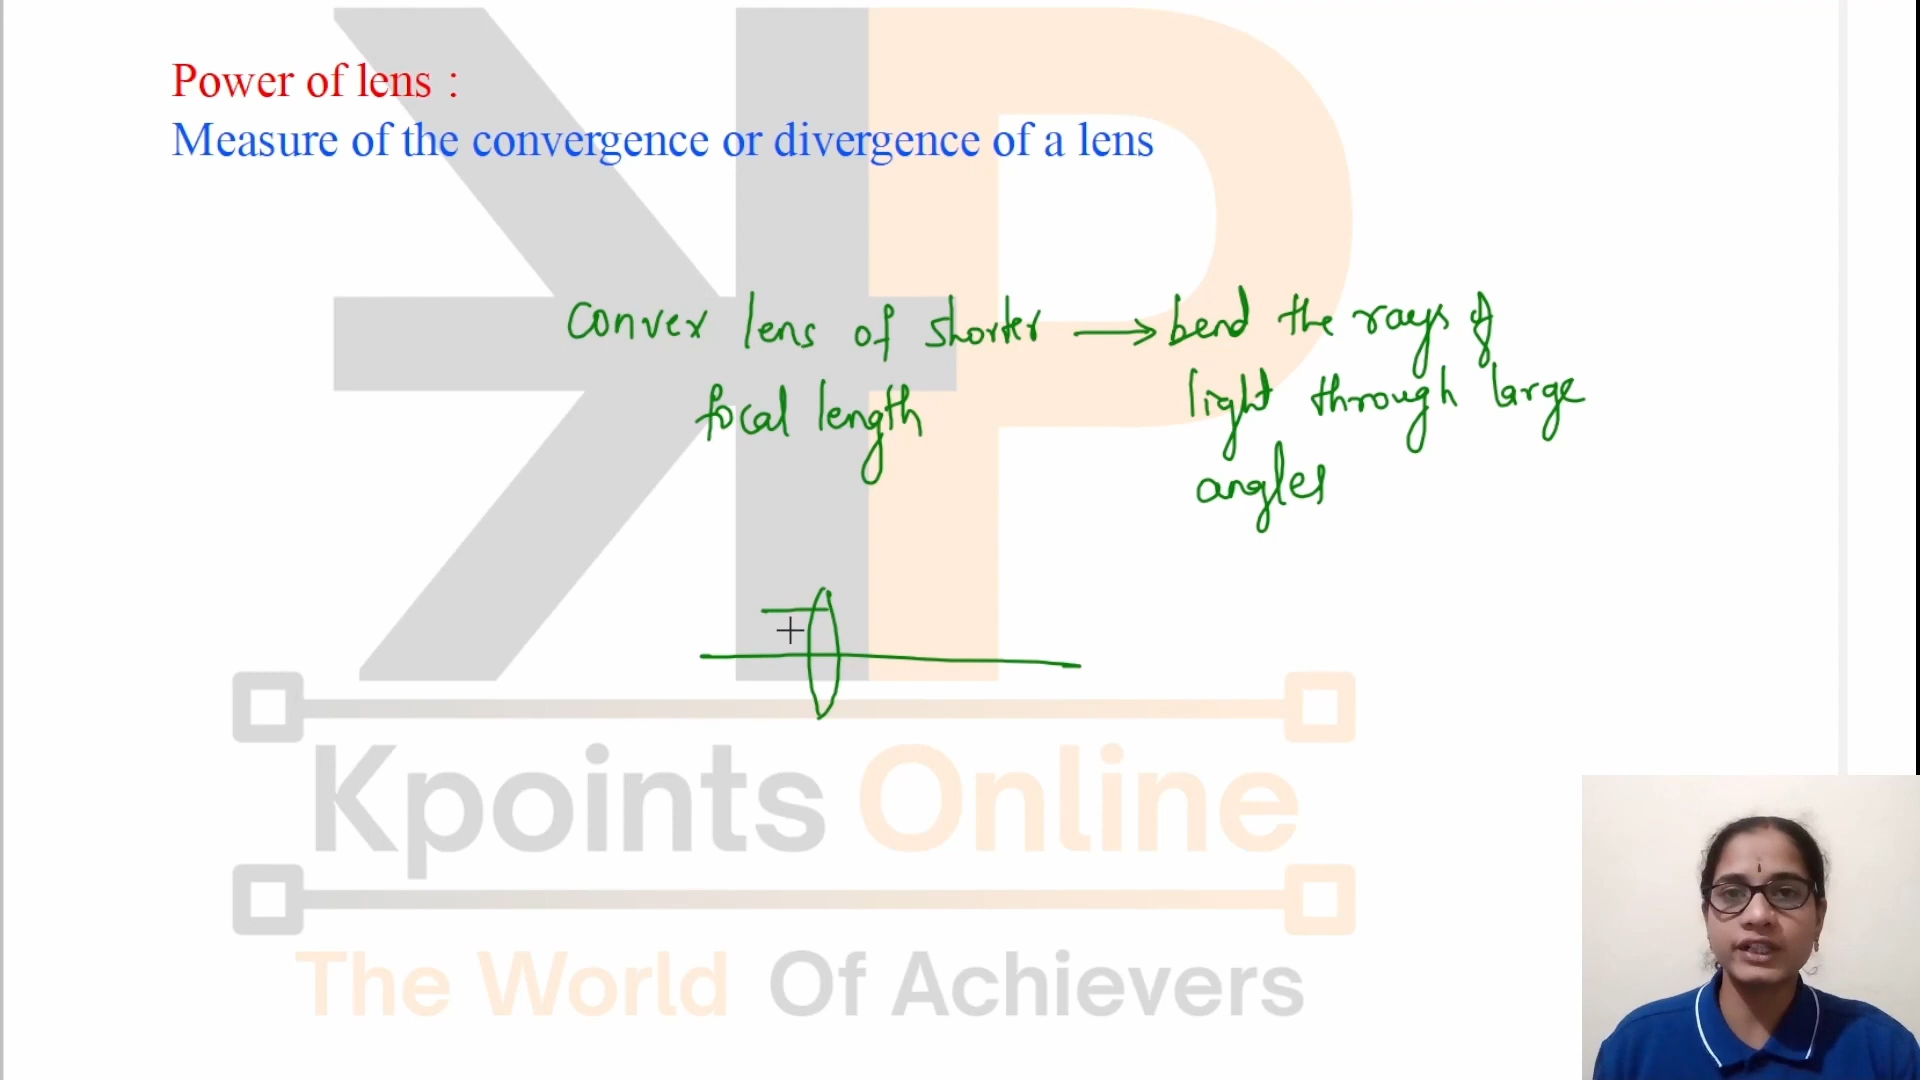 Power of lens :
Measure of the convergence or divergence of a lens
convex lens of shorter → bend the rays of
focal length
light through large
angles
Kpoints Online
The World Of Achievers